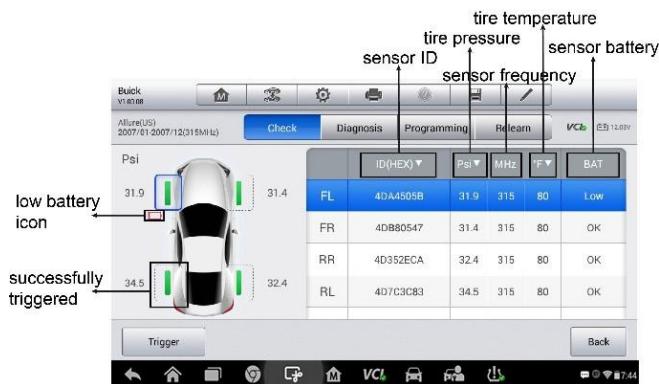 tire temperature
tire pressure
sensor ID
sensor battery
sensor frequency
Buick
V1.03.08
Allure(US)
2007/01-2007/12(315MHz)
Check Diagnosis Programming Relearn VCI 12.03V
Psi
ID(HEX)▼ Psi▼ MHz °F▼ BAT
31.9 31.4
FL 4DA4505B 31.9 315 80 Low
low battery
icon
FR 4DB80547 31.4 315 80 OK
RR 4D352ECA 32.4 315 80 OK
successfully
triggered
34.5 32.4
RL 4D7C3C83 34.5 315 80 OK
Trigger Back
VCI 7:44